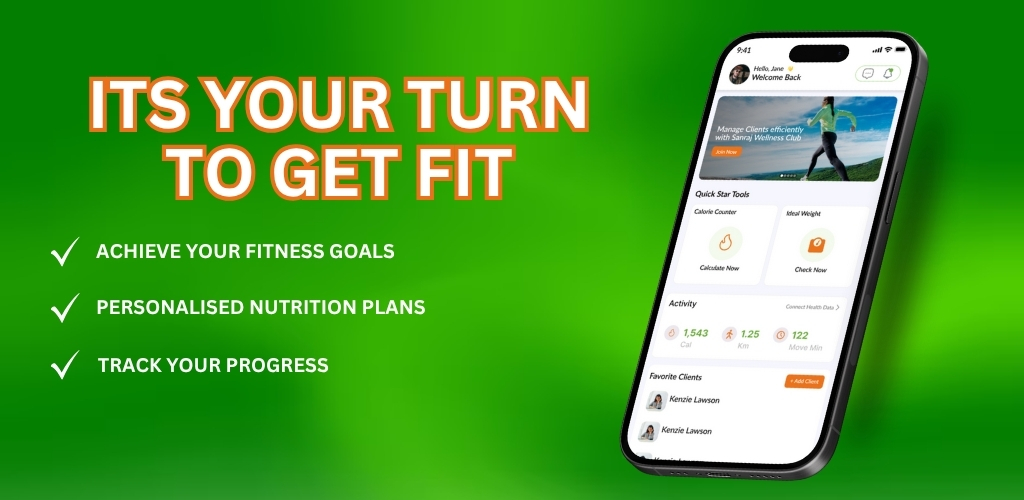 ITS YOUR TURN
TO GET FIT
ACHIEVE YOUR FITNESS GOALS
PERSONALISED NUTRITION PLANS
TRACK YOUR PROGRESS
9:41
Hello, Jane
Welcome Back
Manage Clients efficiently
with Sanraj Wellness Club
Join Now
Quick Star Tools
Calorie Counter
Calculate Now
Ideal Weight
Check Now
Activity
Connect Health Data
1,543
Cal
1.25
Km
122
Move Min
Favorite Clients
+ Add Client
Kenzie Lawson
Kenzie Lawson